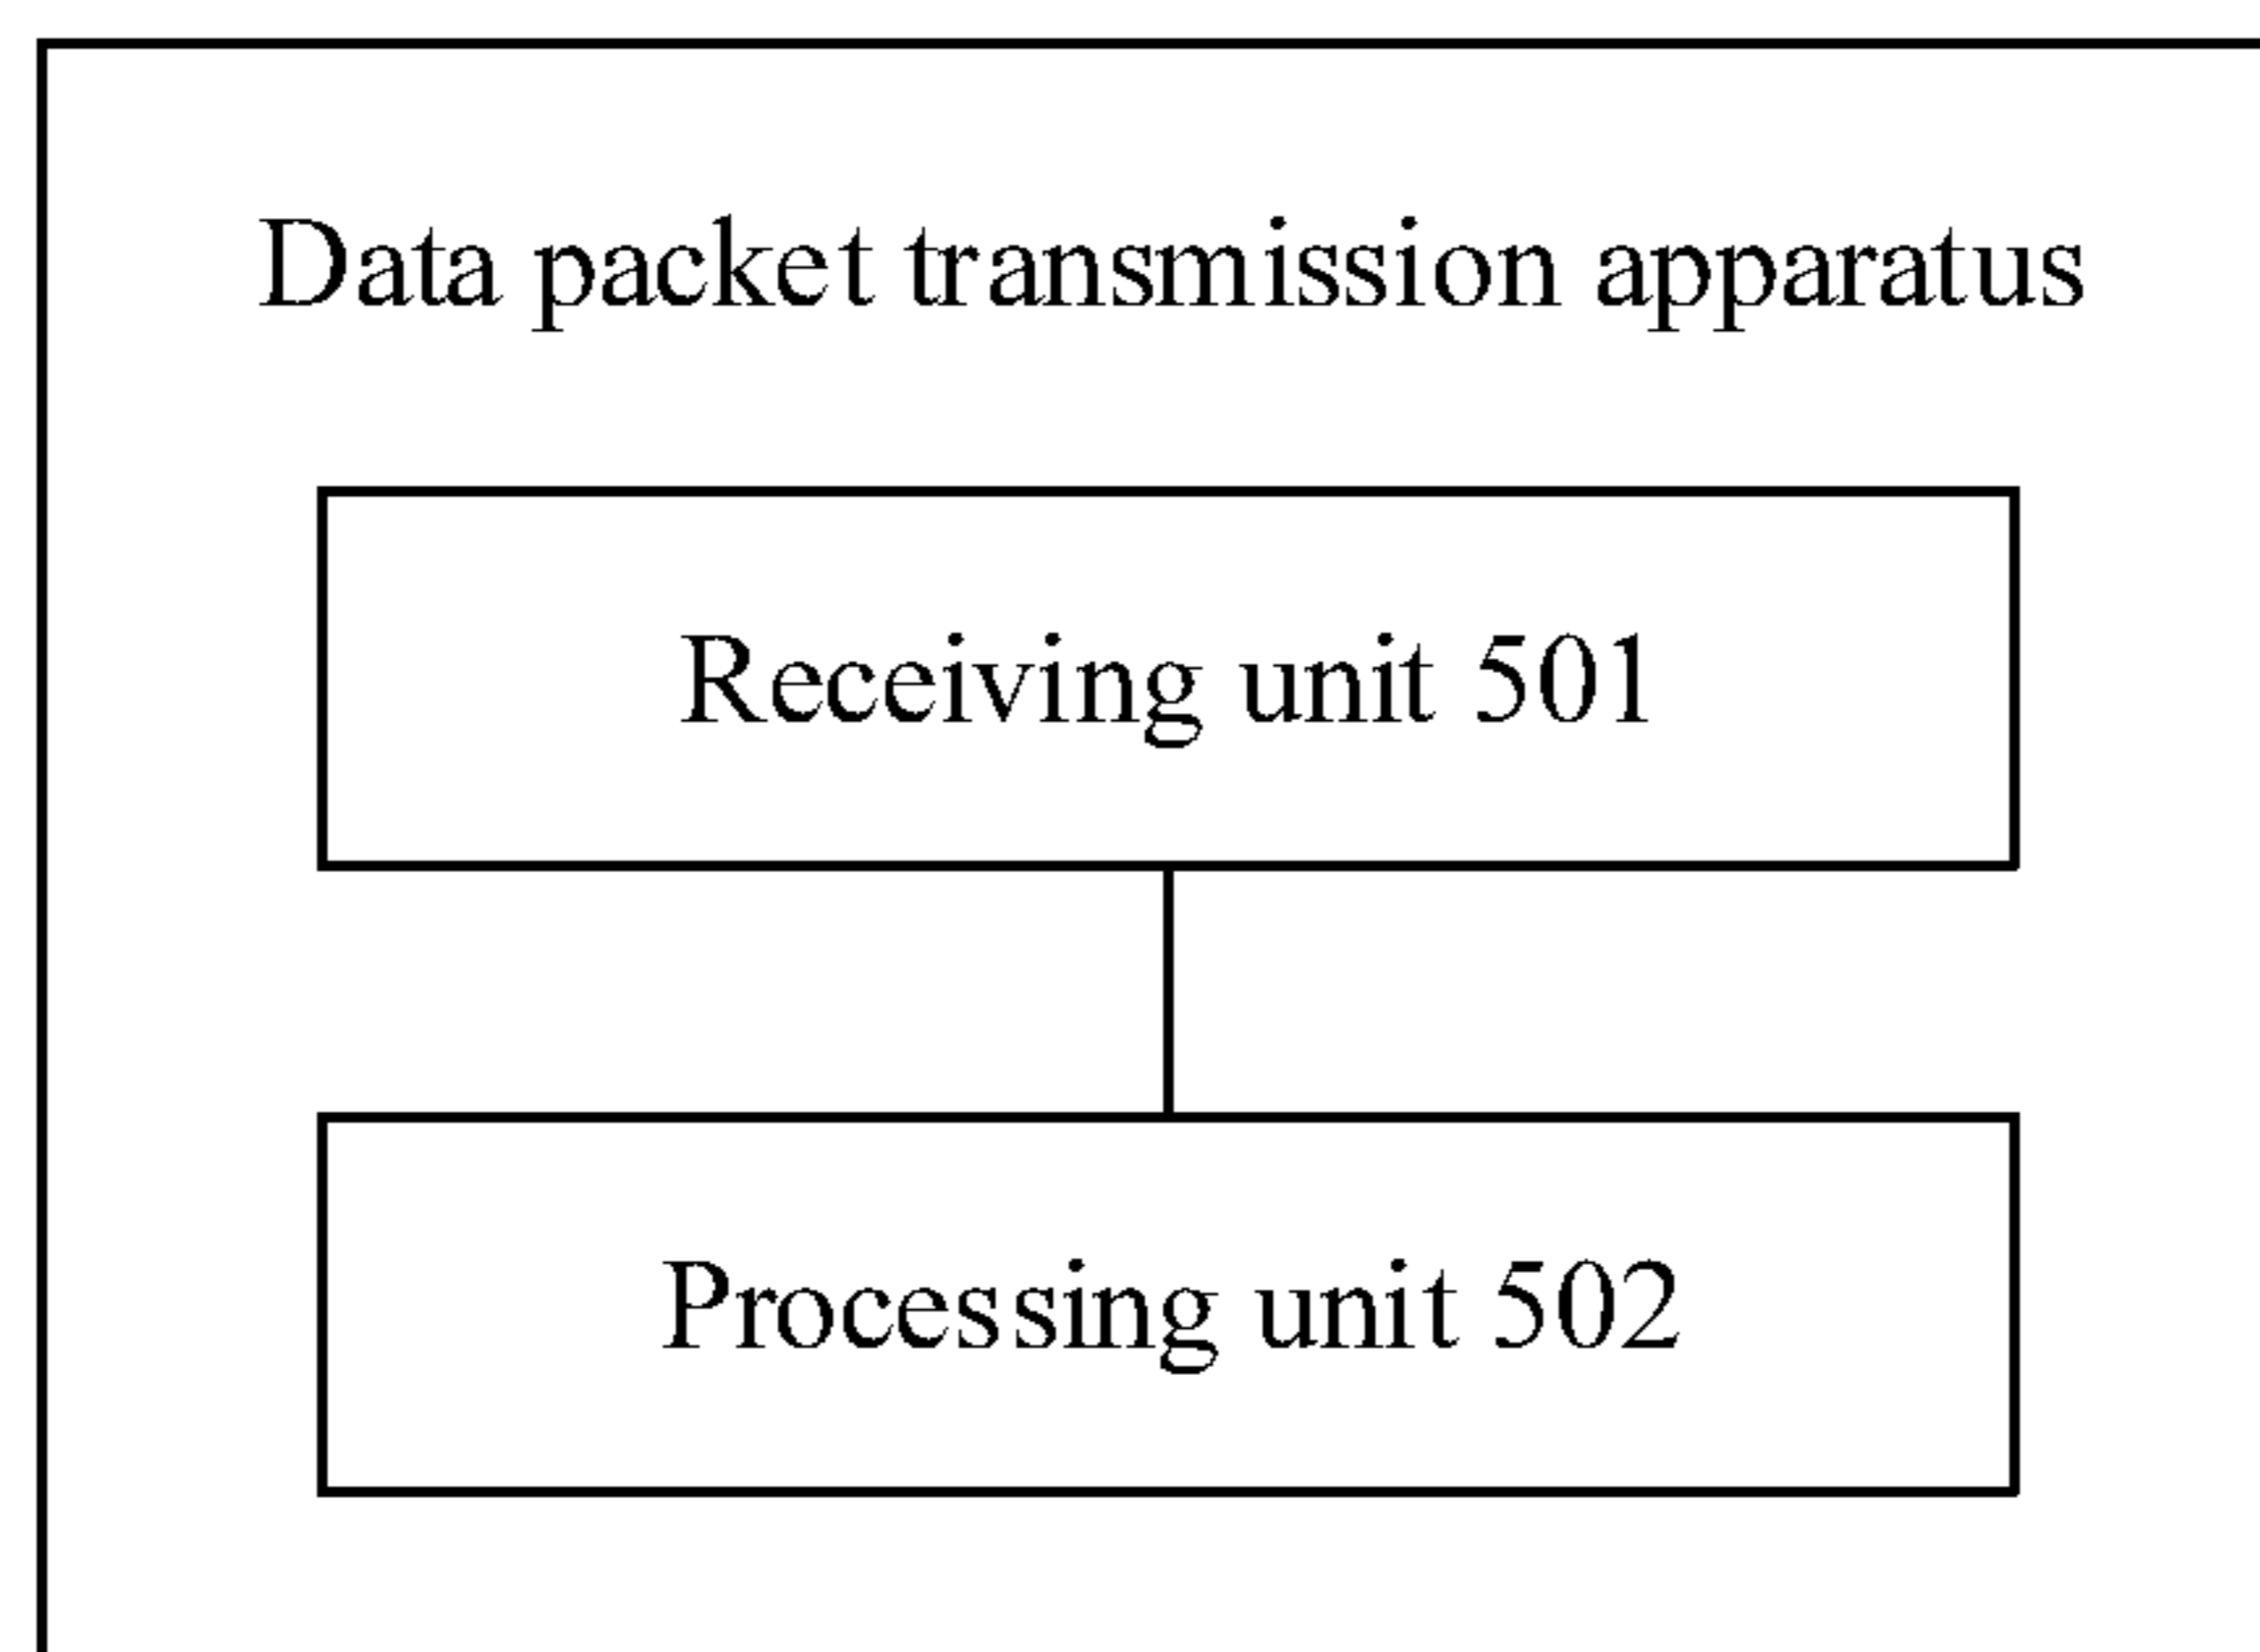 Data packet transmission apparatus
Receiving unit 501
Processing unit 502